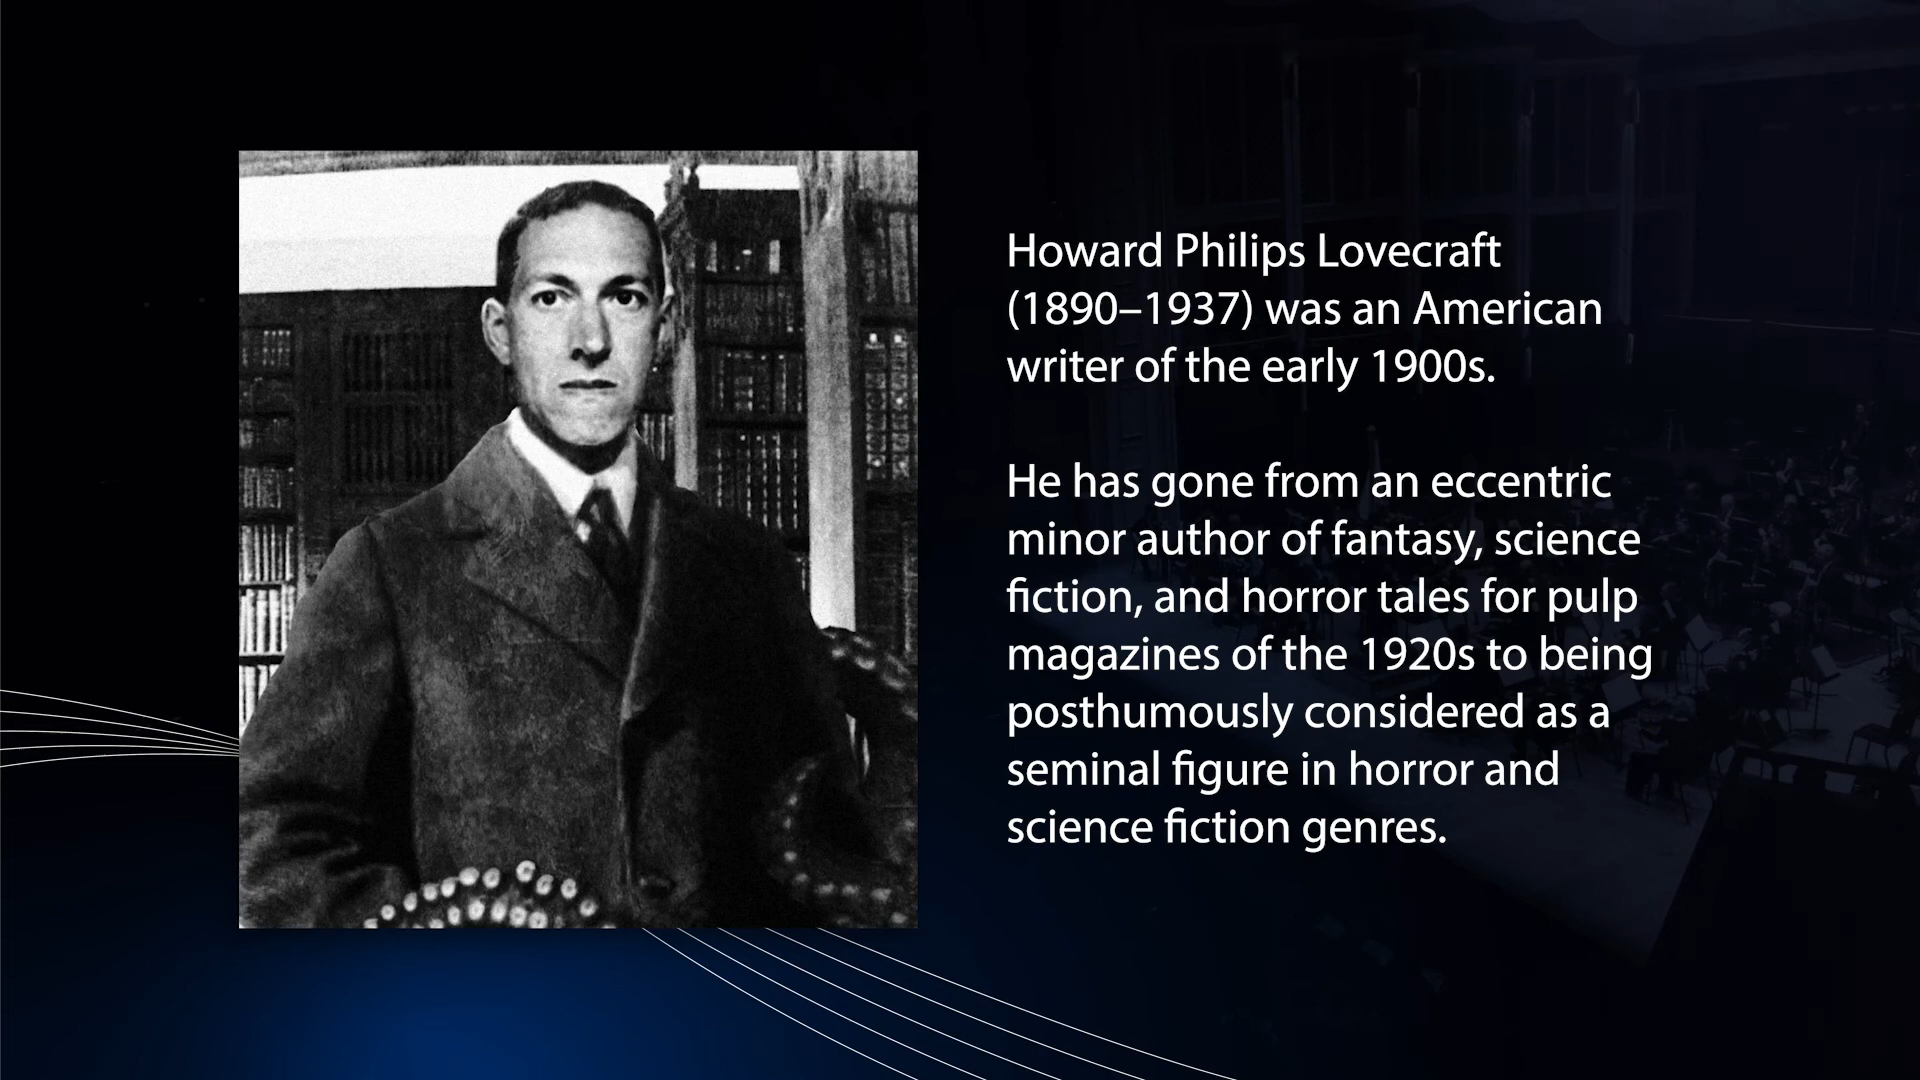 Howard Philips Lovecraft
(1890–1937) was an American
writer of the early 1900s.
He has gone from an eccentric
minor author of fantasy, science
fiction, and horror tales for pulp
magazines of the 1920s to being
posthumously considered as a
seminal figure in horror and
science fiction genres.